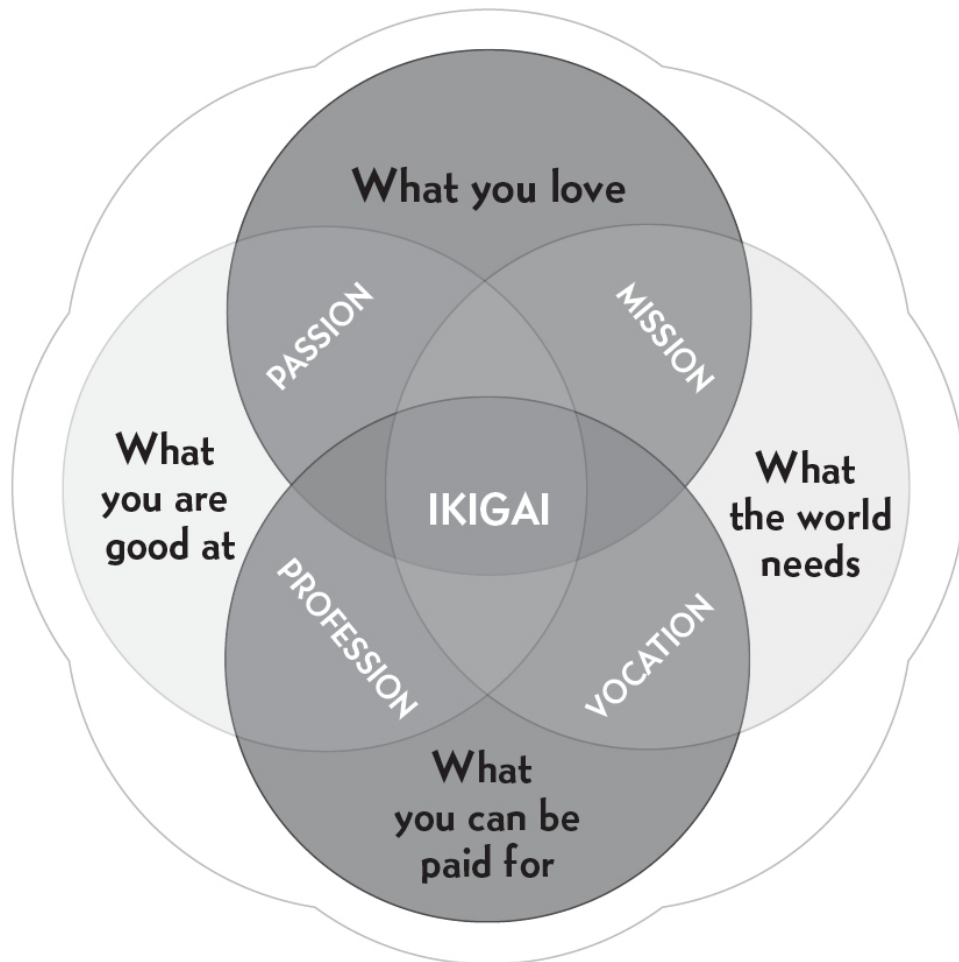 What you love
PASSION
MISSION
What
you are
good at
IKIGAI
What
the world
needs
PROFESSION
VOCATION
What
you can be
paid for